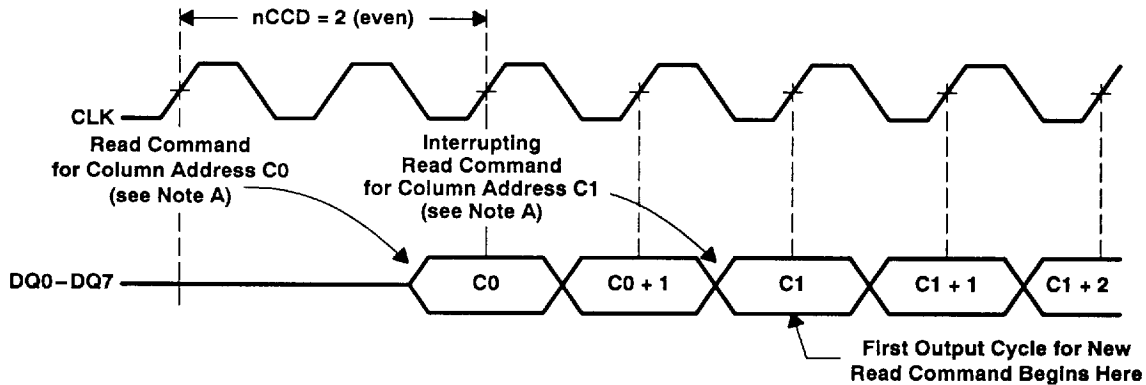 nCCD = 2 (even)
CLK
Read Command
for Column Address C0
(see Note A)
Interrupting
Read Command
for Column Address C1
(see Note A)
DQ0–DQ7
C0
C0 + 1
C1
C1 + 1
C1 + 2
First Output Cycle for New
Read Command Begins Here